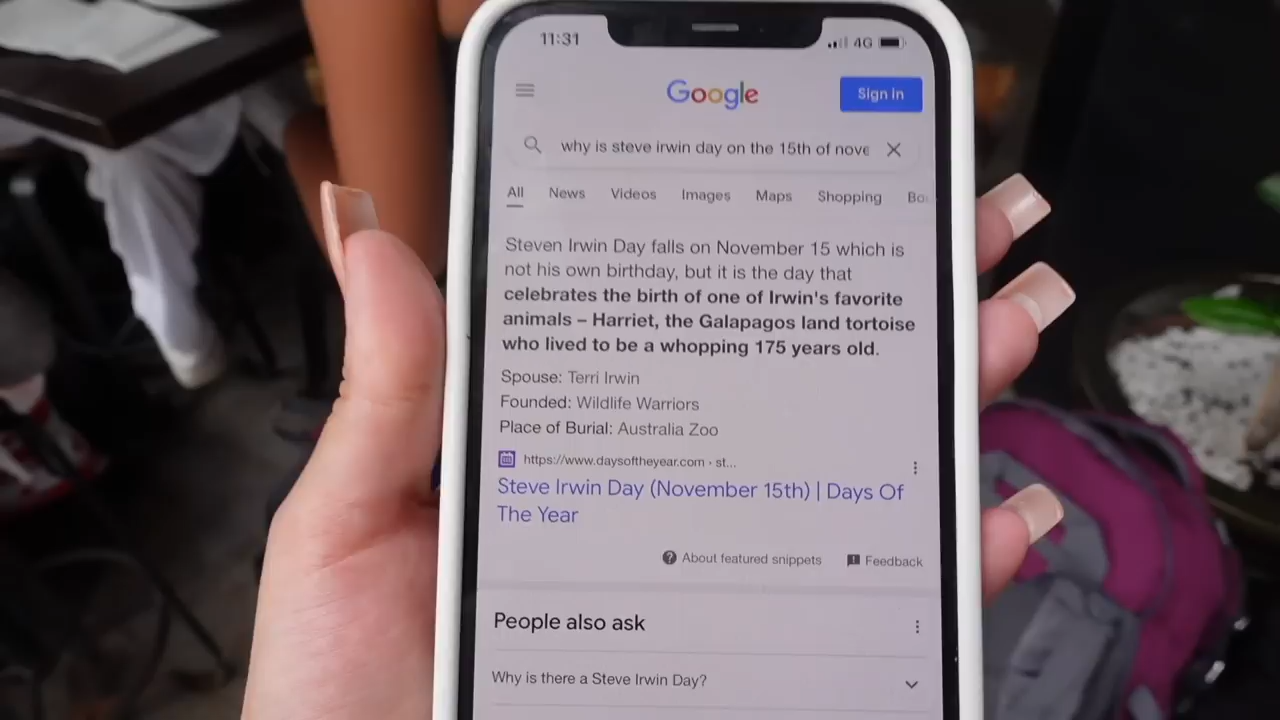 11:31
4G
Google
Sign in
why is steve irwin day on the 15th of nove
All News Videos Images Maps Shopping Bo
Steven Irwin Day falls on November 15 which is
not his own birthday, but it is the day that
celebrates the birth of one of Irwin's favorite
animals – Harriet, the Galapagos land tortoise
who lived to be a whopping 175 years old.
Spouse: Terri Irwin
Founded: Wildlife Warriors
Place of Burial: Australia Zoo
https://www.daysoftheyear.com · st...
Steve Irwin Day (November 15th) | Days Of
The Year
About featured snippets
Feedback
People also ask
Why is there a Steve Irwin Day?